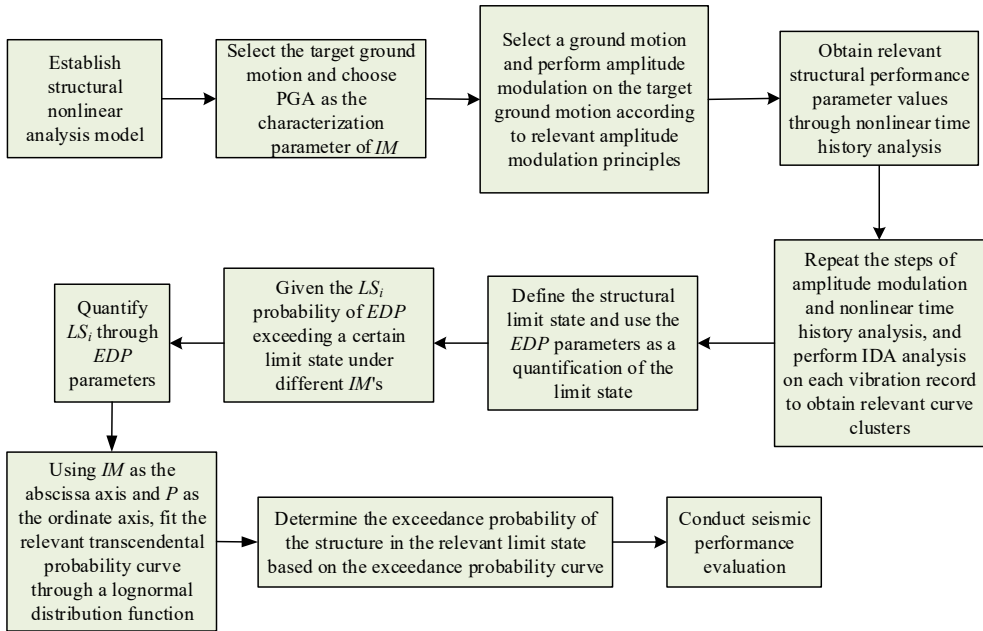 Establish
structural
nonlinear
analysis model
Select the target ground
motion and choose
PGA as the
characterization
parameter of IM
Select a ground motion
and perform amplitude
modulation on the target
ground motion according
to relevant amplitude
modulation principles
Obtain relevant
structural performance
parameter values
through nonlinear time
history analysis
Repeat the steps of
amplitude modulation
and nonlinear time
history analysis, and
perform IDA analysis
on each vibration record
to obtain relevant curve
clusters
Define the structural
limit state and use the
EDP parameters as a
quantification of the
limit state
Given the LSi
probability of EDP
exceeding a certain
limit state under
different IM's
Quantify
LSi through
EDP
parameters
Using IM as the
abscissa axis and P as
the ordinate axis, fit the
relevant transcendental
probability curve
through a lognormal
distribution function
Determine the exceedance probability of
the structure in the relevant limit state
based on the exceedance probability curve
Conduct seismic
performance
evaluation